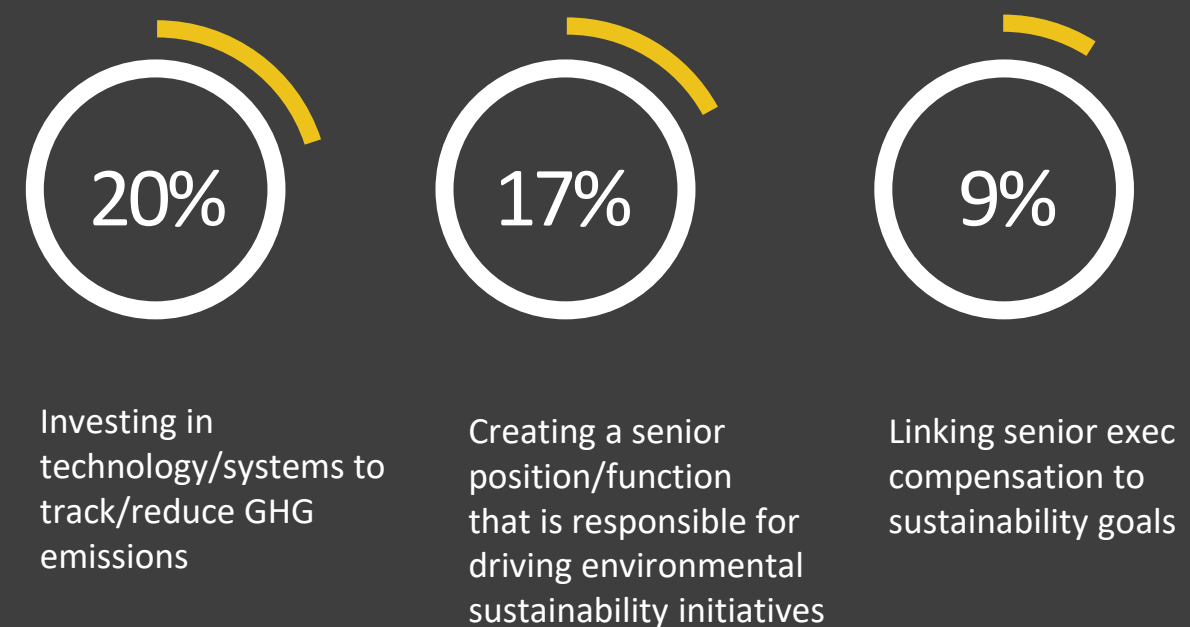 20%
17%
9%
Investing in
technology/systems to
track/reduce GHG
emissions
Creating a senior
position/function
that is responsible for
driving environmental
sustainability initiatives
Linking senior exec
compensation to
sustainability goals